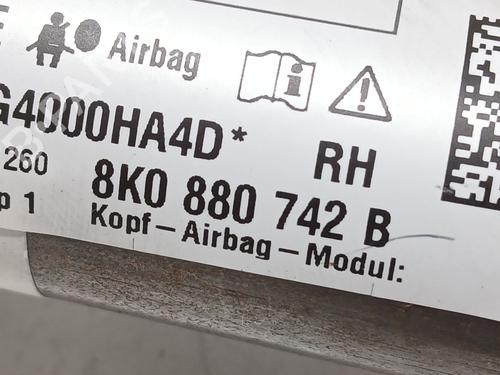 E Airbag
G4000HA4D* RH
260 8K0 880 742 B
p 1 Kopf-Airbag-Modul: